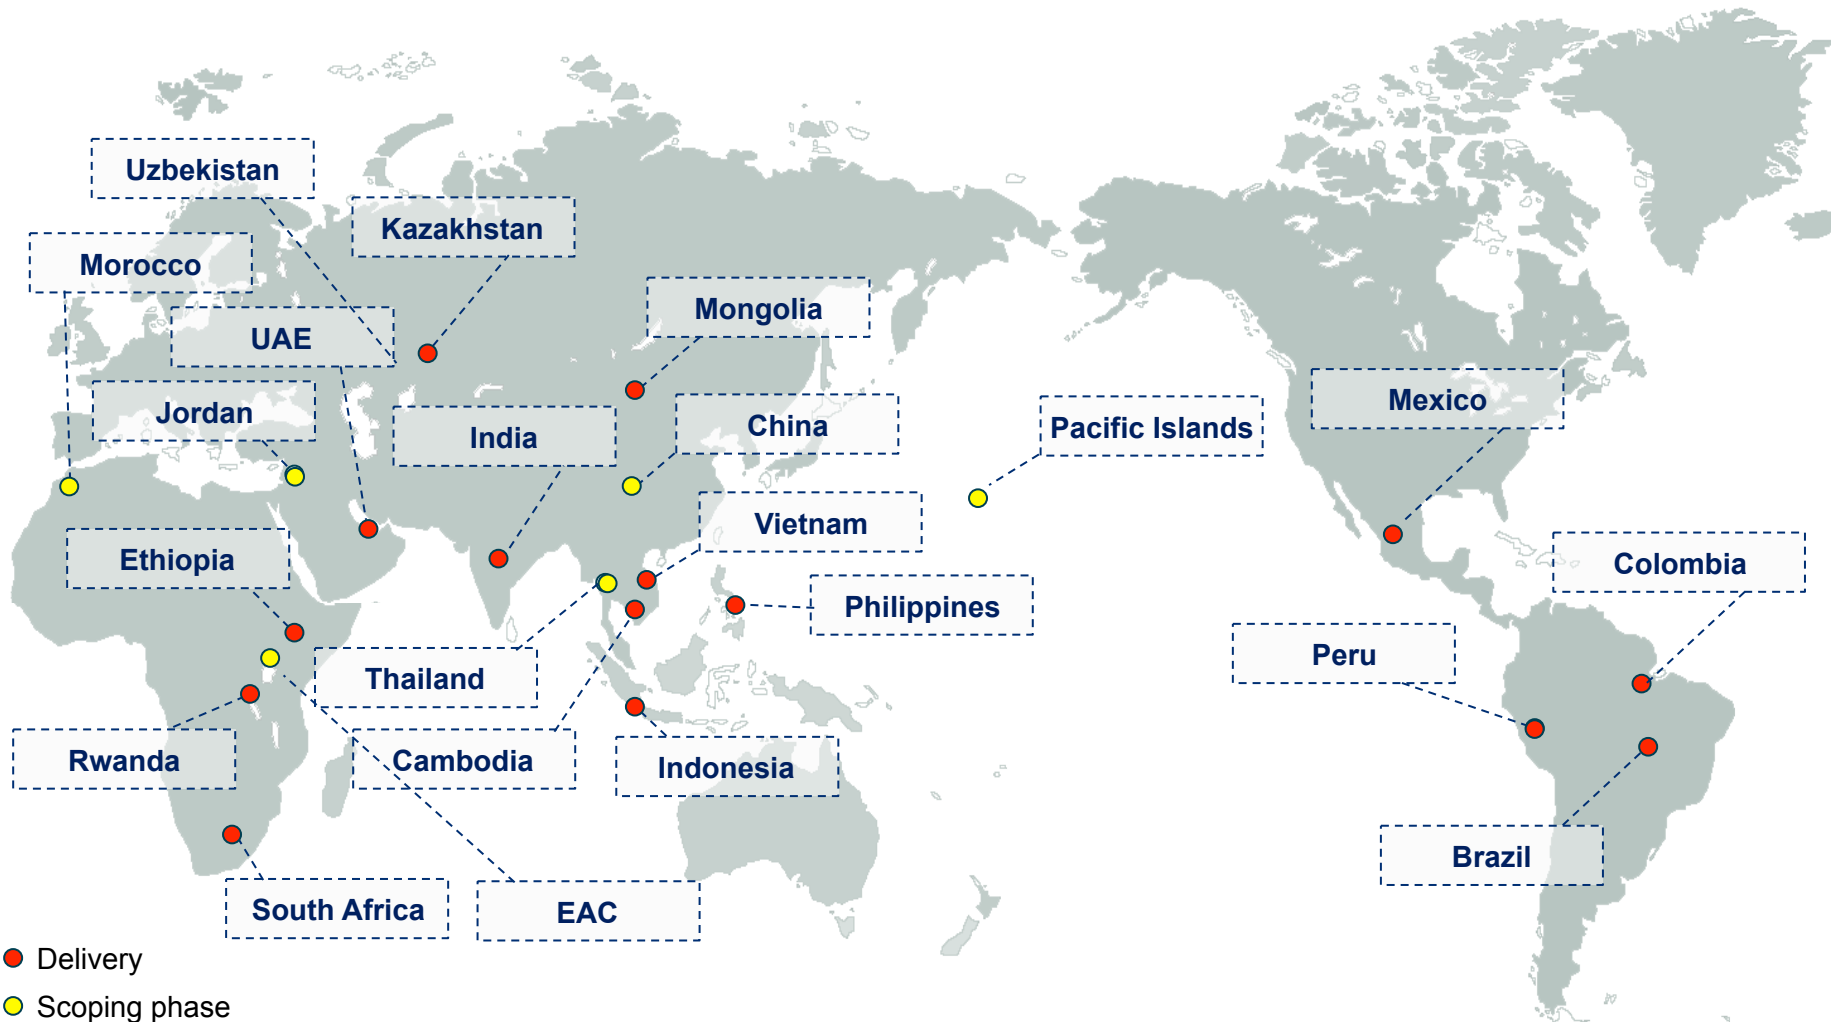 Uzbekistan
Kazakhstan
Morocco
Mongolia
UAE
Mexico
Jordan
China
Pacific Islands
India
Vietnam
Ethiopia
Colombia
Philippines
Peru
Thailand
Rwanda
Cambodia
Indonesia
Brazil
South Africa
EAC
Delivery
Scoping phase